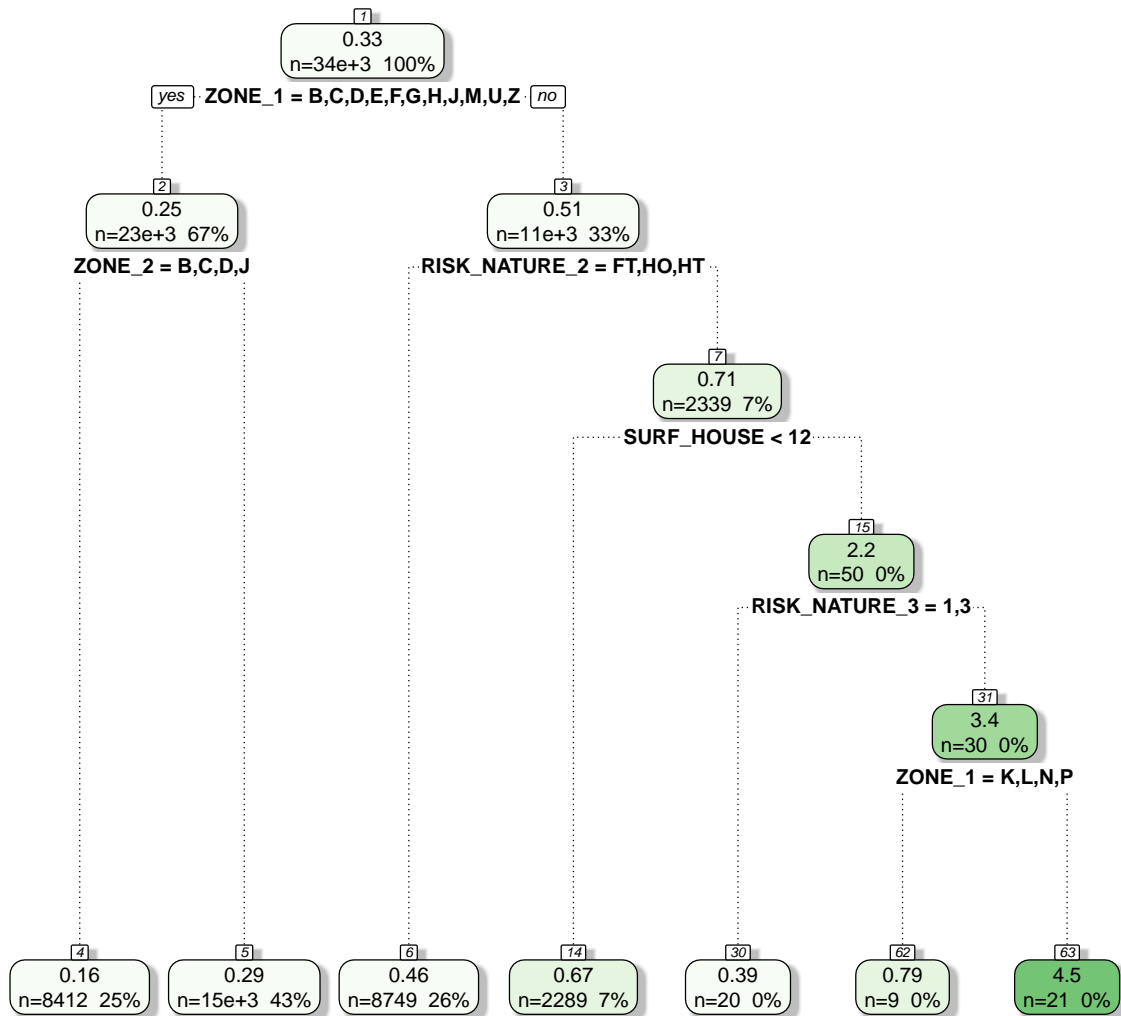 1
0.33
n=34e+3 100%
yes ZONE_1 = B,C,D,E,F,G,H,J,M,U,Z no
2
0.25
n=23e+3 67%
3
0.51
n=11e+3 33%
ZONE_2 = B,C,D,J
RISK_NATURE_2 = FT,HO,HT
7
0.71
n=2339 7%
SURF_HOUSE < 12
15
2.2
n=50 0%
RISK_NATURE_3 = 1,3
31
3.4
n=30 0%
ZONE_1 = K,L,N,P
4
0.16
n=8412 25%
5
0.29
n=15e+3 43%
6
0.46
n=8749 26%
14
0.67
n=2289 7%
30
0.39
n=20 0%
62
0.79
n=9 0%
63
4.5
n=21 0%